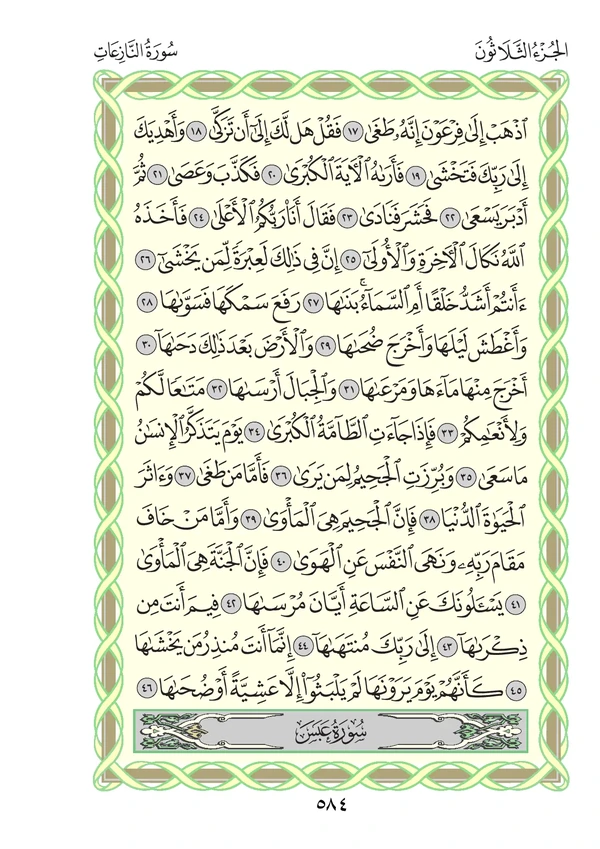 الجُزْءُ الثَّلَاثُونَ
سُورَةُ النَّازِعَاتِ
ٱذْهَبْ إِلَىٰ فِرْعَوْنَ إِنَّهُۥ طَغَىٰ ١٧ فَقُلْ هَل لَّكَ إِلَىٰٓ أَن تَزَكَّىٰ ١٨ وَأَهْدِيَكَ
إِلَىٰ رَبِّكَ فَتَخْشَىٰ ١٩ فَأَرَىٰهُ ٱلْأٓيَةَ ٱلْكُبْرَىٰ ٢٠ فَكَذَّبَ وَعَصَىٰ ٢١ ثُمَّ
أَدْبَرَ يَسْعَىٰ ٢٢ فَحَشَرَ فَنَادَىٰ ٢٣ فَقَالَ أَنَا۠ رَبُّكُمُ ٱلْأَعْلَىٰ ٢٤ فَأَخَذَهُ
ٱللَّهُ نَكَالَ ٱلْأٓخِرَةِ وَٱلْأُولَىٰٓ ٢٥ إِنَّ فِي ذَٰلِكَ لَعِبْرَةً لِّمَن يَخْشَىٰٓ ٢٦
ءَأَنتُمْ أَشَدُّ خَلْقًا أَمِ ٱلسَّمَآءُ ۚ بَنَىٰهَا ٢٧ رَفَعَ سَمْكَهَا فَسَوَّىٰهَا ٢٨
وَأَغْطَشَ لَيْلَهَا وَأَخْرَجَ ضُحَىٰهَا ٢٩ وَٱلْأَرْضَ بَعْدَ ذَٰلِكَ دَحَىٰهَآ ٣٠
أَخْرَجَ مِنْهَا مَآءَهَا وَمَرْعَىٰهَا ٣١ وَٱلْجِبَالَ أَرْسَىٰهَا ٣٢ مَتَٰعًا لَّكُمْ
وَلِأَنْعَٰمِكُمْ ٣٣ فَإِذَا جَآءَتِ ٱلطَّآمَّةُ ٱلْكُبْرَىٰ ٣٤ يَوْمَ يَتَذَكَّرُ ٱلْإِنسَٰنُ
مَا سَعَىٰ ٣٥ وَبُرِّزَتِ ٱلْجَحِيمُ لِمَن يَرَىٰ ٣٦ فَأَمَّا مَن طَغَىٰ ٣٧ وَءَاثَرَ
ٱلْحَيَوٰةَ ٱلدُّنْيَا ٣٨ فَإِنَّ ٱلْجَحِيمَ هِيَ ٱلْمَأْوَىٰ ٣٩ وَأَمَّا مَنْ خَافَ
مَقَامَ رَبِّهِۦ وَنَهَى ٱلنَّفْسَ عَنِ ٱلْهَوَىٰ ٤٠ فَإِنَّ ٱلْجَنَّةَ هِيَ ٱلْمَأْوَىٰ
٤١ يَسْـَٔلُونَكَ عَنِ ٱلسَّاعَةِ أَيَّانَ مُرْسَىٰهَا ٤٢ فِيمَ أَنتَ مِن
ذِكْرَىٰهَآ ٤٣ إِلَىٰ رَبِّكَ مُنتَهَىٰهَآ ٤٤ إِنَّمَآ أَنتَ مُنذِرُ مَن يَخْشَىٰهَا
٤٥ كَأَنَّهُمْ يَوْمَ يَرَوْنَهَا لَمْ يَلْبَثُوٓا۟ إِلَّا عَشِيَّةً أَوْ ضُحَىٰهَا ٤٦
سُورَةُ عَبَسَ
٥٨٤